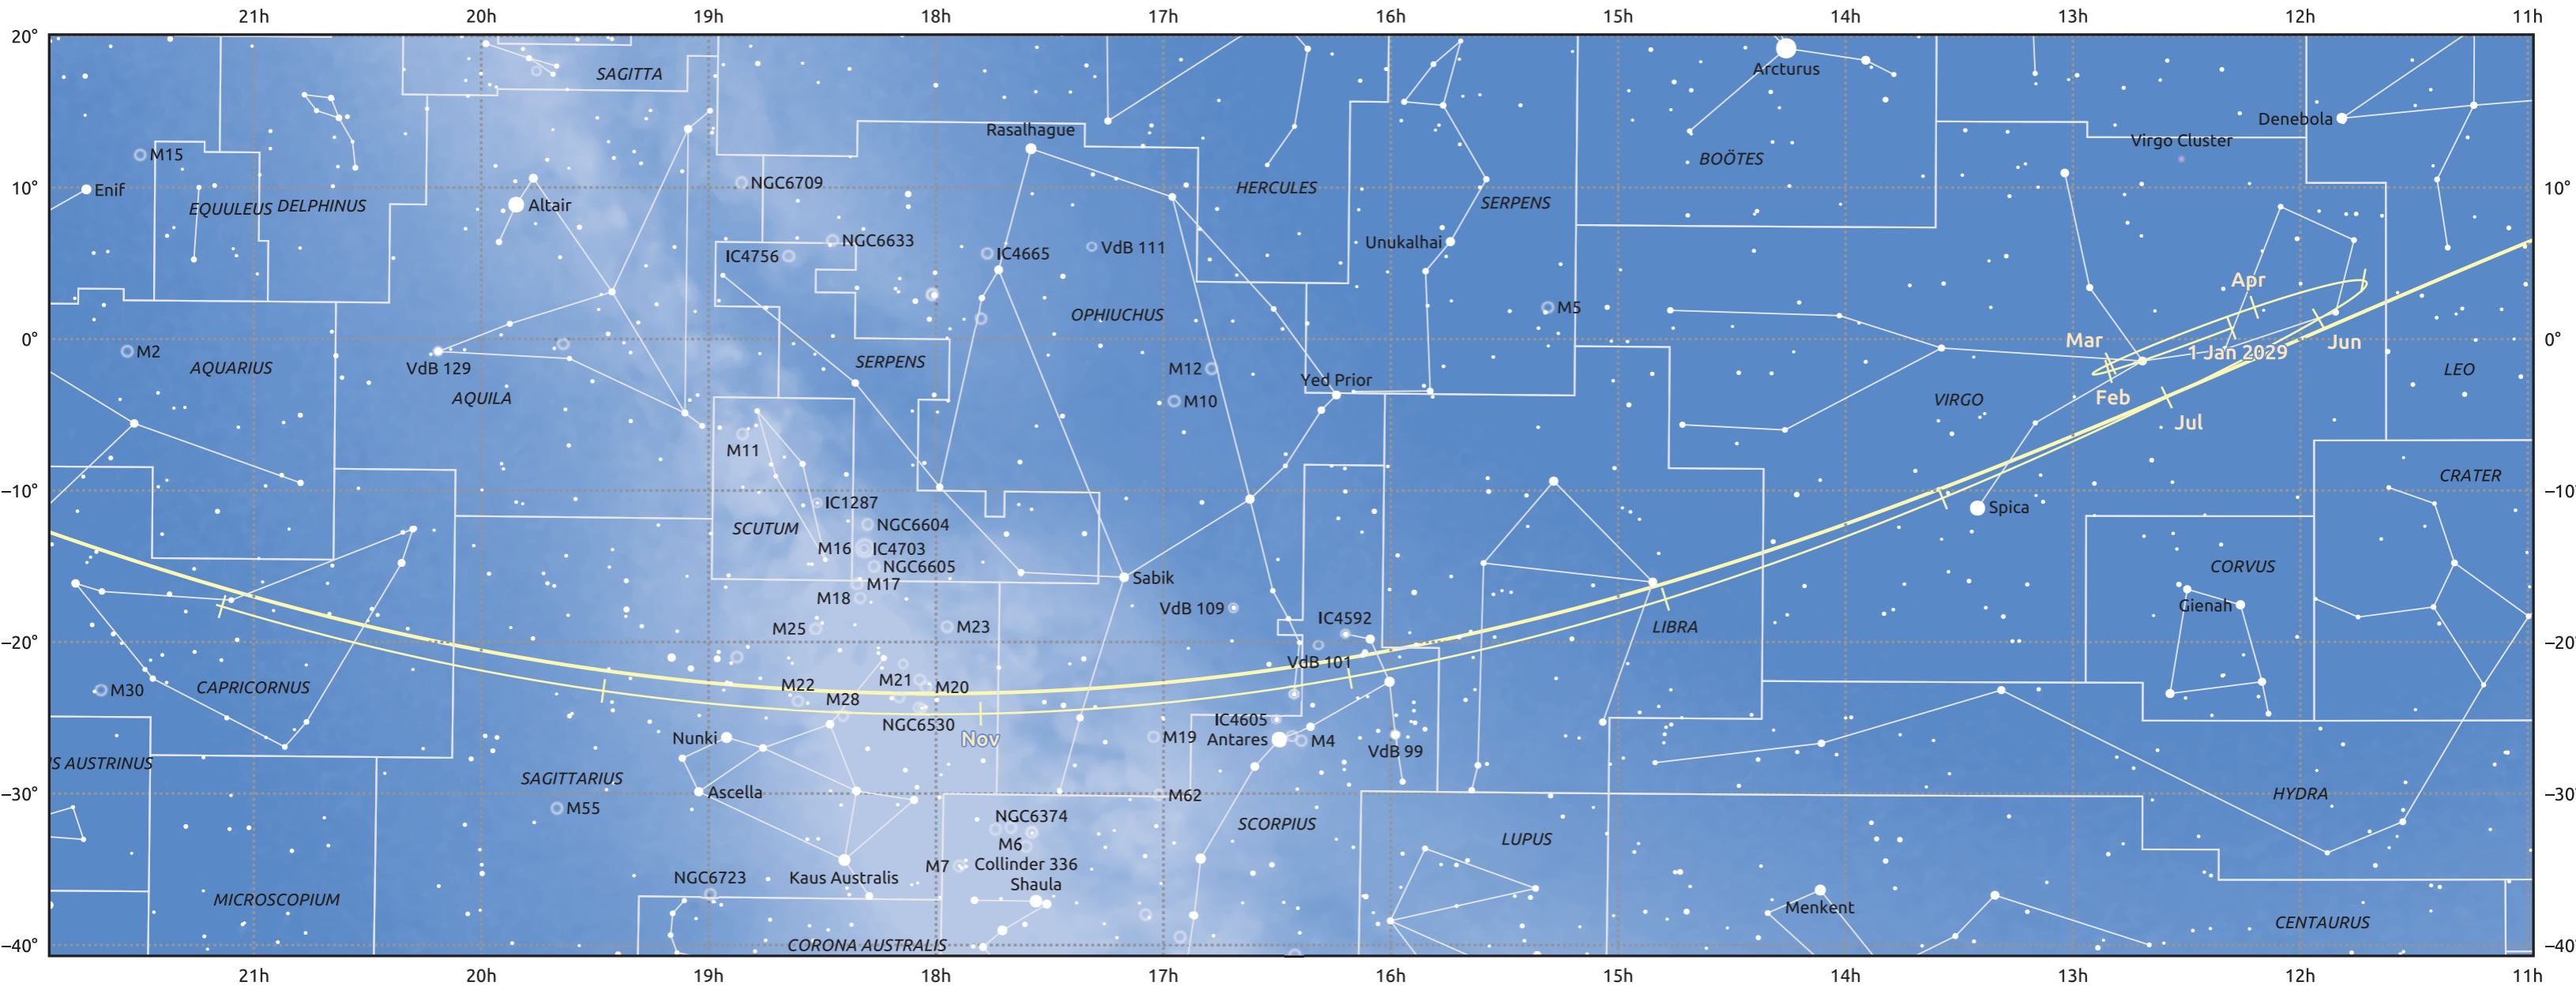 21h 20h 19h 18h 17h 16h 15h 14h 13h 12h 11h
20°
SAGITTA
Arcturus
Denebola
Rasalhague
Virgo Cluster
M15
BOÖTES
NGC6709
10° Enif HERCULES 10°
EQUULEUS DELPHINUS Altair SERPENS
NGC6633 Unukalhai
IC4756 IC4665 VdB 111
Apr
OPHIUCHUS M5
0° Mar Jun 0°
M2 1 Jan 2029
AQUARIUS VdB 129 SERPENS M12 LEO
Yed Prior
AQUILA M10 VIRGO Feb
Jul
M11
CRATER
−10° −10°
IC1287 Spica
SCUTUM NGC6604
M16 IC4703
NGC6605 CORVUS
M17 Sabik
M18 VdB 109 Gienah
IC4592
M25 M23 LIBRA
−20° −20°
VdB 101
CAPRICORNUS M22 M21 M20
M30 M28
NGC6530 IC4605
Nunki Nov M19 Antares M4
VdB 99
S AUSTRINUS
SAGITTARIUS
−30° Ascella M62 HYDRA −30°
M55
NGC6374 SCORPIUS
M6 LUPUS
M7 Collinder 336
NGC6723 Kaus Australis Shaula
MICROSCOPIUM Menkent
CENTAURUS
−40° CORONA AUSTRALIS −40°
21h 20h 19h 18h 17h 16h 15h 14h 13h 12h 11h